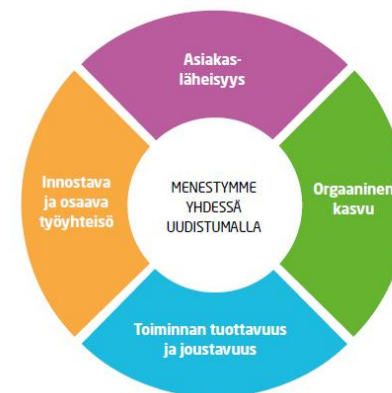 Asiakas-
läheisyys
Innostava
ja osaava
työyhteisö
MENESTYMME
YHDESSÄ
UUDISTUMALLA
Orgaaninen
kasvu
Toiminnan tuottavuus
ja joustavuus